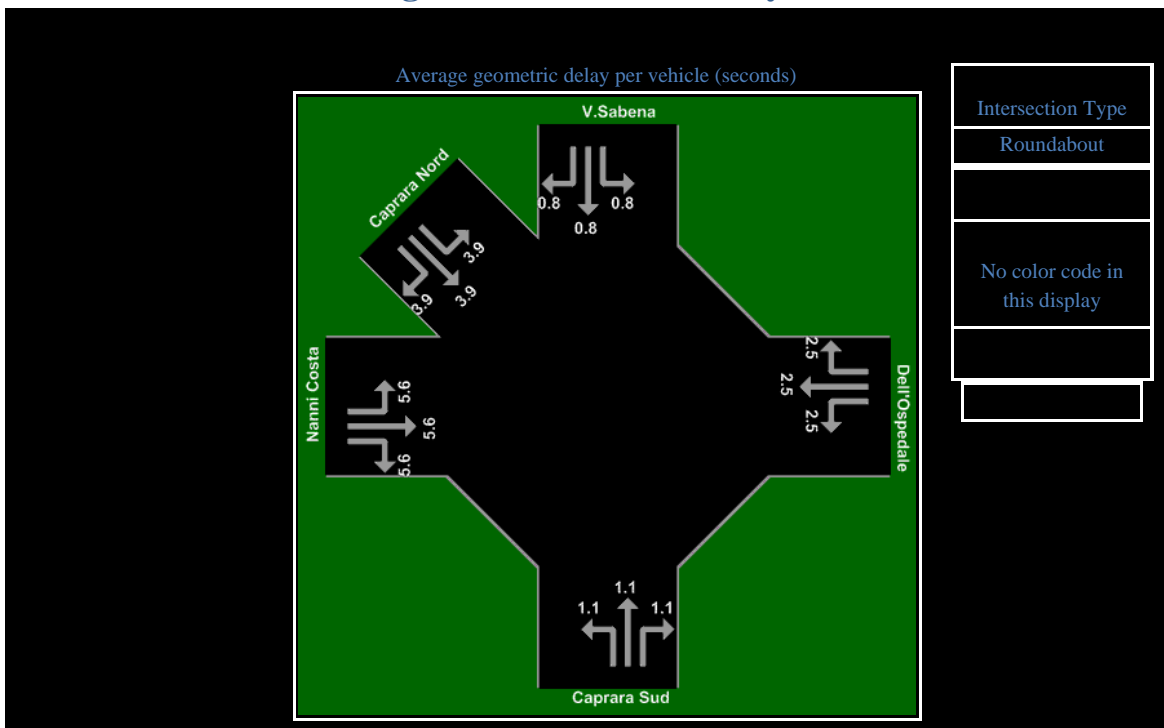 Average geometric delay per vehicle (seconds)
Intersection Type
Roundabout
No color code in
this display
V.Sabena
0.8
0.8
0.8
Caprara Nord
3.9
3.9
3.9
Dell'Ospedale
2.5
2.5
2.5
Nanni Costa
5.6
5.6
5.6
1.1
1.1
1.1
Caprara Sud